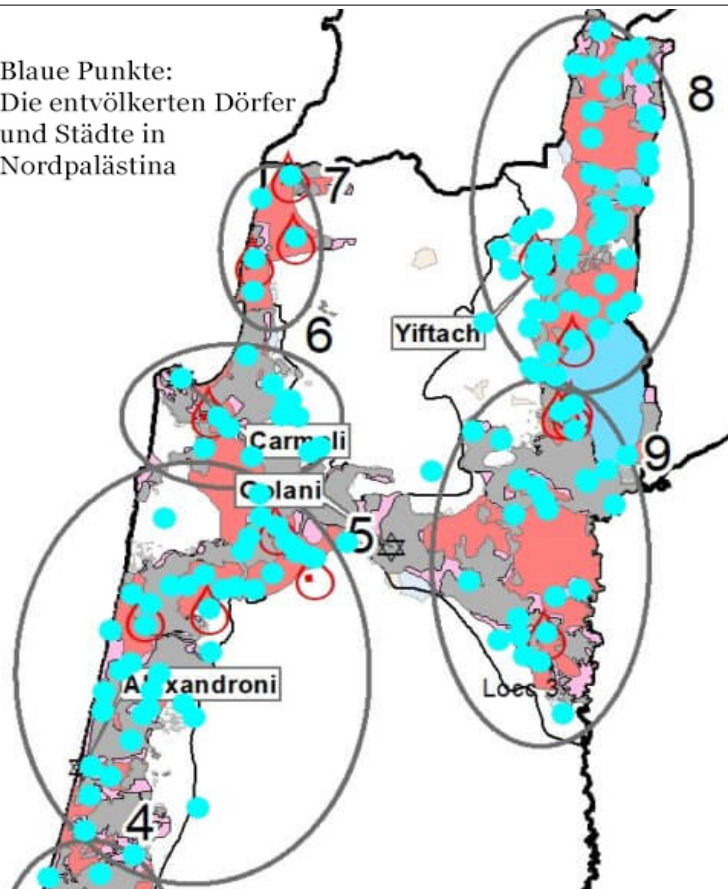 Blaue Punkte:
Die entvölkerten Dörfer
und Städte in
Nordpalästina
8
7
6
Yiftach
Carmeli
9
Golani
5
Alexandroni
4